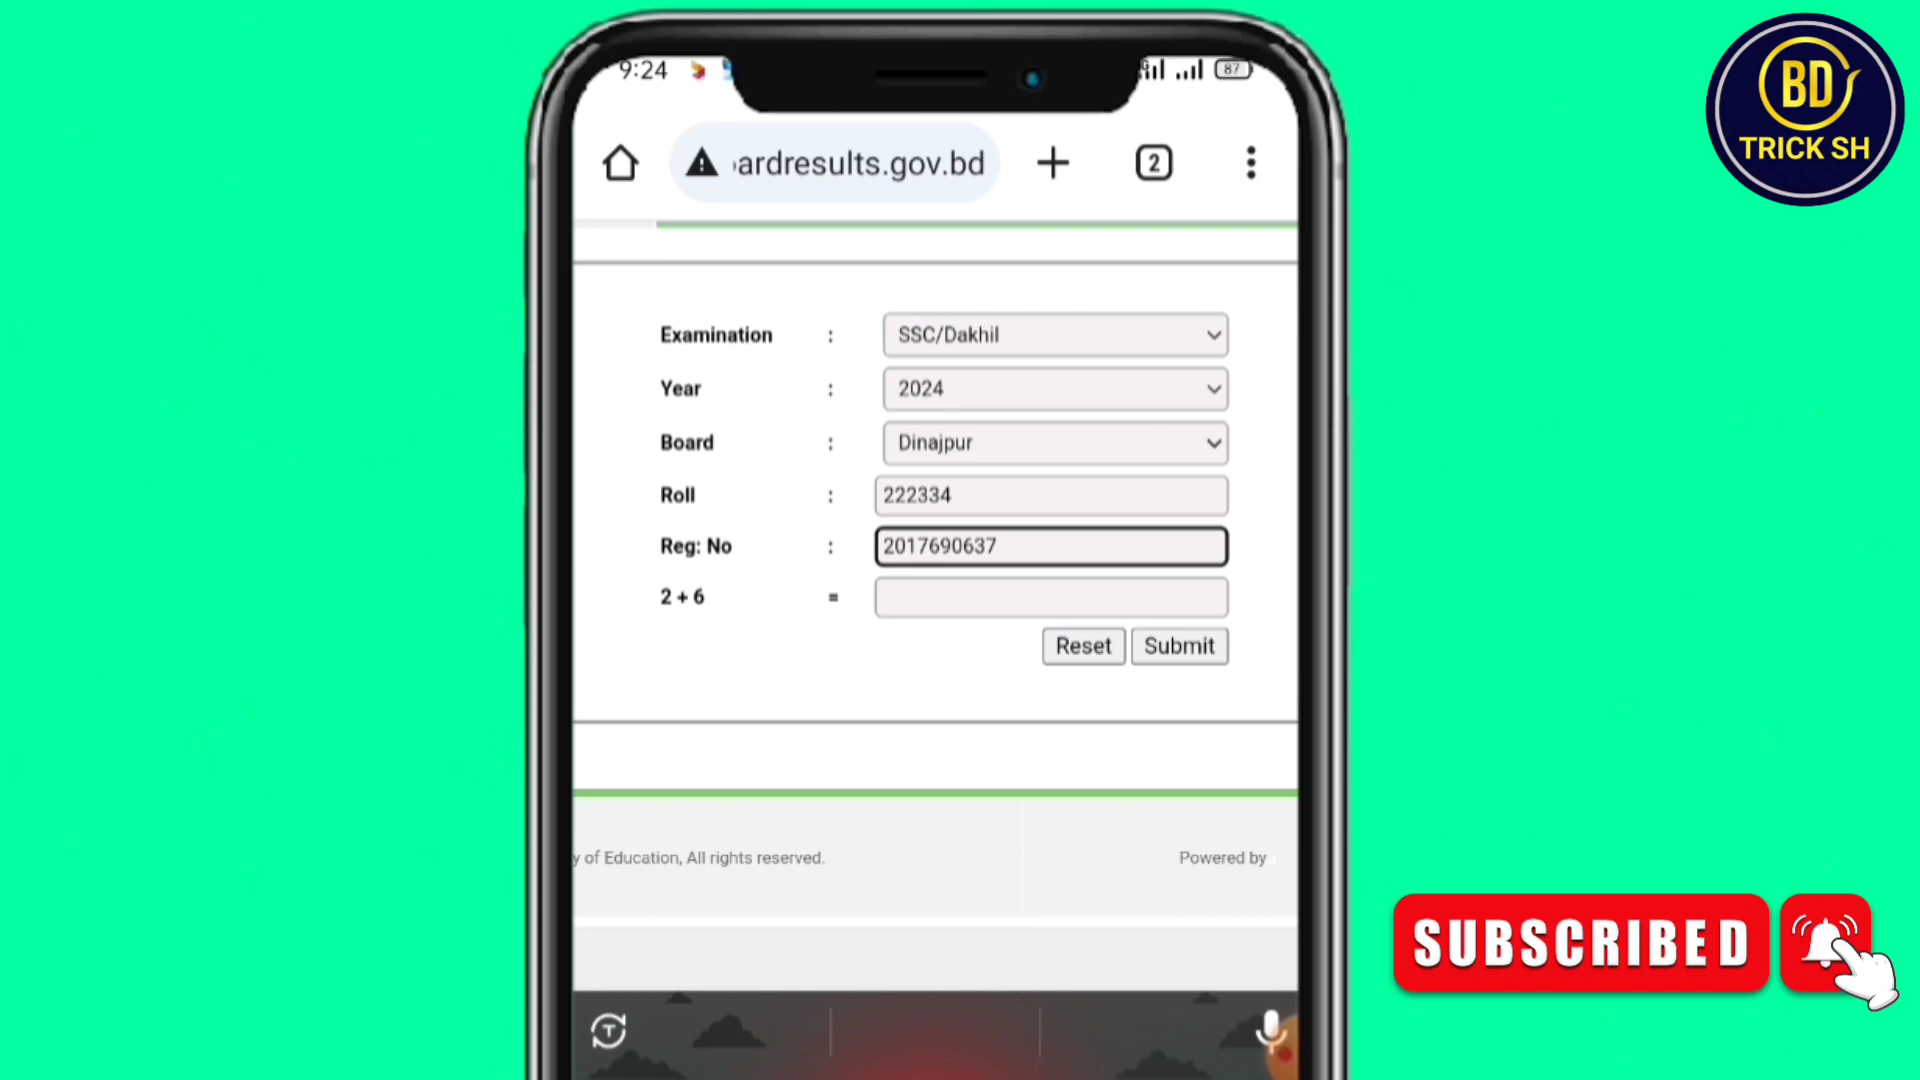 9:24
87
BD
TRICK SH
ardresults.gov.bd
2
Examination : SSC/Dakhil
Year : 2024
Board : Dinajpur
Roll : 222334
Reg: No : 2017690637
2 + 6 =
Reset Submit
y of Education, All rights reserved. Powered by
SUBSCRIBED
T